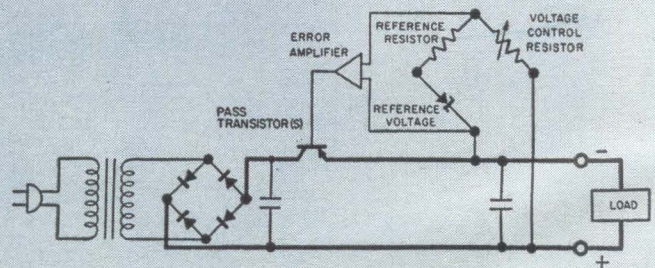 REFERENCE
RESISTOR
VOLTAGE
CONTROL
RESISTOR
ERROR
AMPLIFIER
REFERENCE
VOLTAGE
PASS
TRANSISTOR(S)
−
LOAD
+